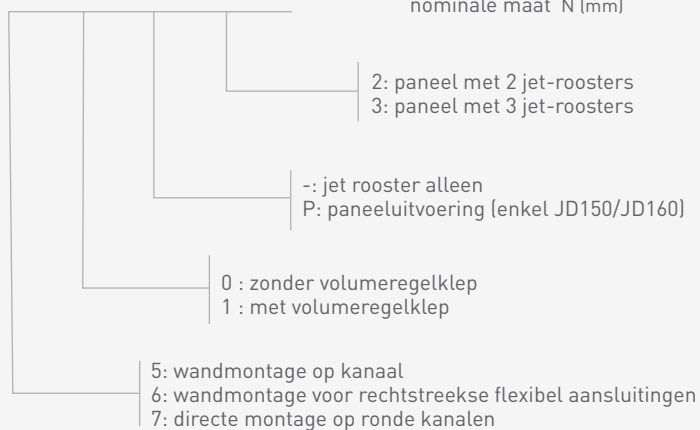 nominale maat N (mm)
2: paneel met 2 jet-roosters
3: paneel met 3 jet-roosters
-: jet rooster alleen
P: paneeluitvoering (enkel JD150/JD160)
0 : zonder volumeregelklep
1 : met volumeregelklep
5: wandmontage op kanaal
6: wandmontage voor rechtstreekse flexibel aansluitingen
7: directe montage op ronde kanalen